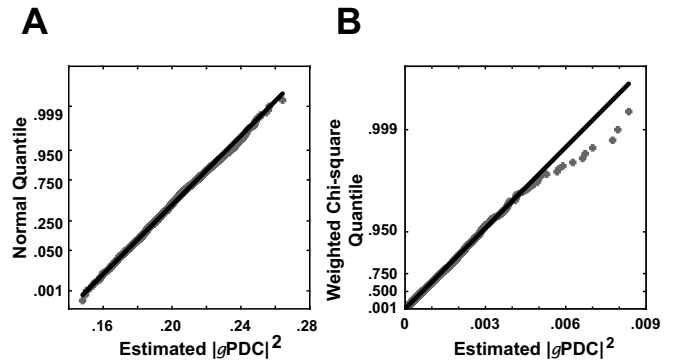 A
Normal Quantile
.999
.950
.750
.250
.050
.001
.16 .20 .24 .28
Estimated |gPDC|²
B
Weighted Chi-square
Quantile
.999
.950
.750
.500
.001
0 .003 .006 .009
Estimated |gPDC|²